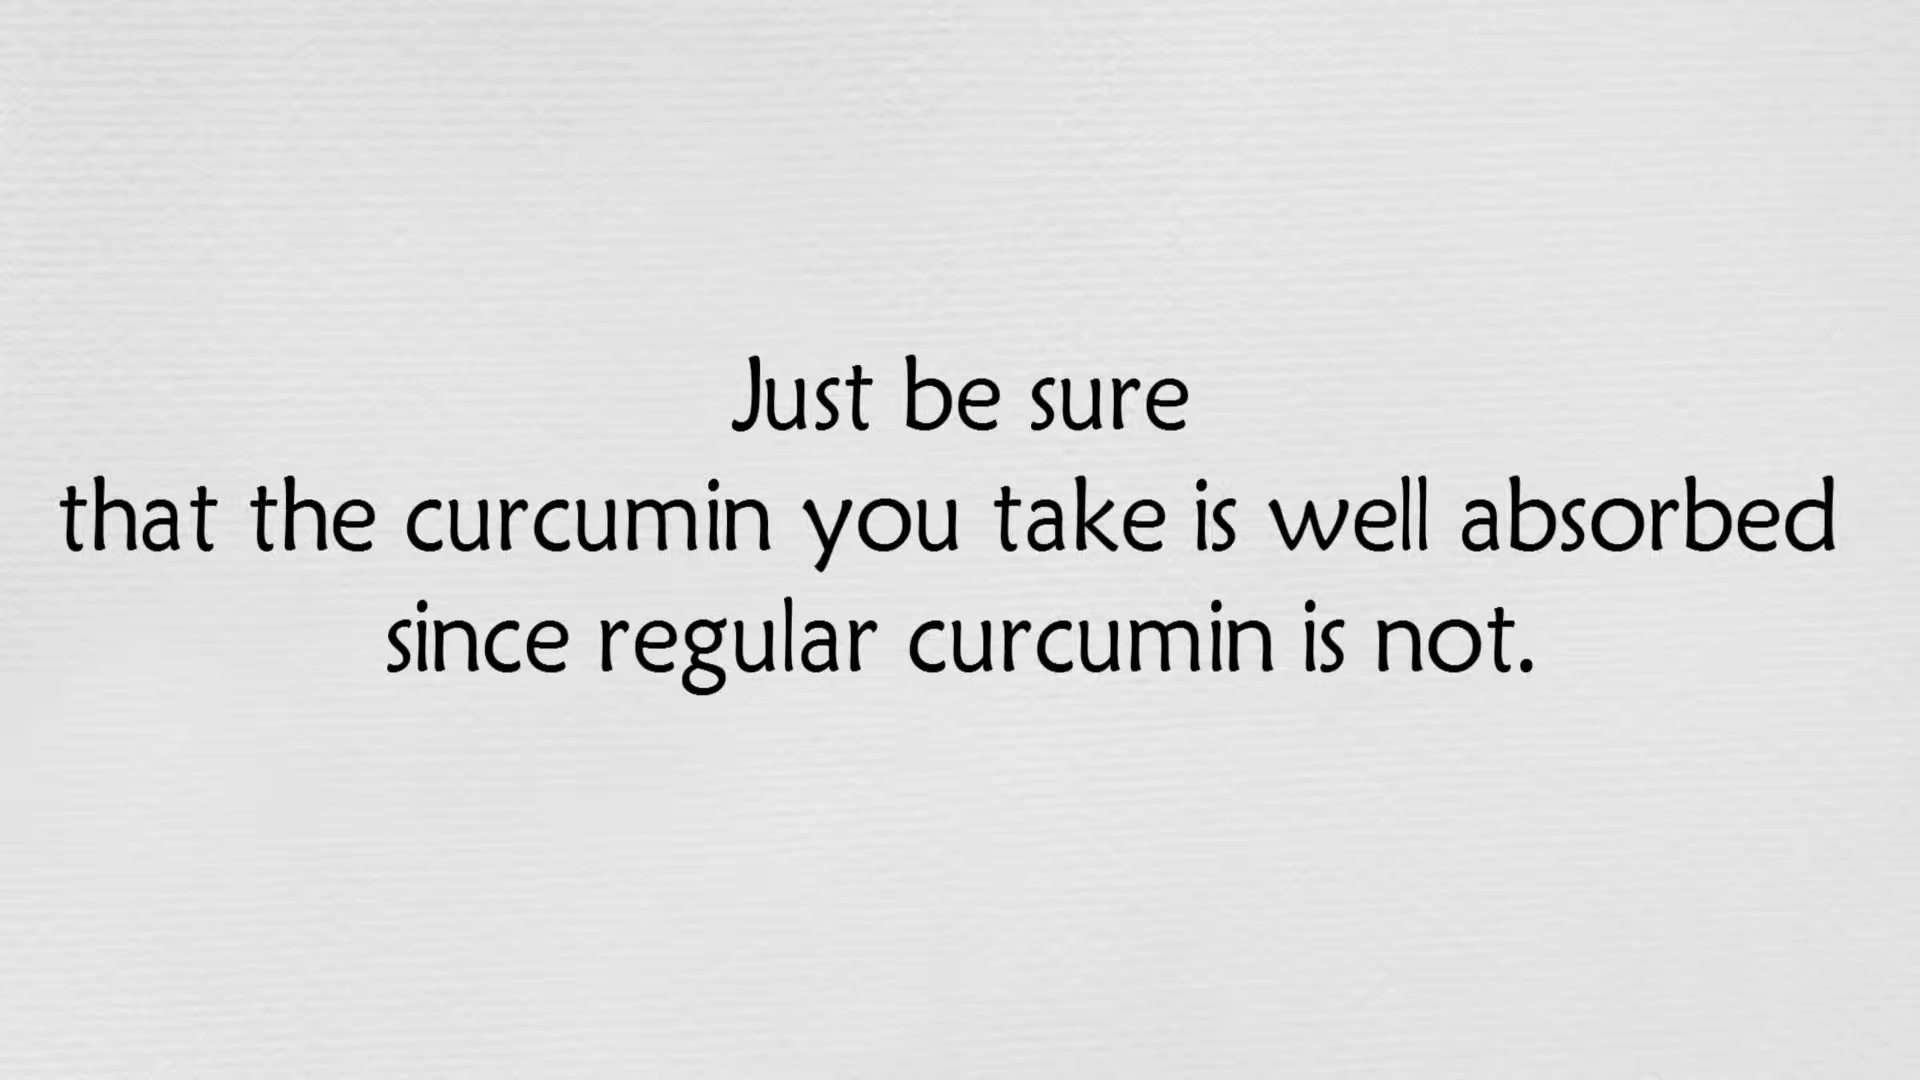 Just be sure
that the curcumin you take is well absorbed
since regular curcumin is not.